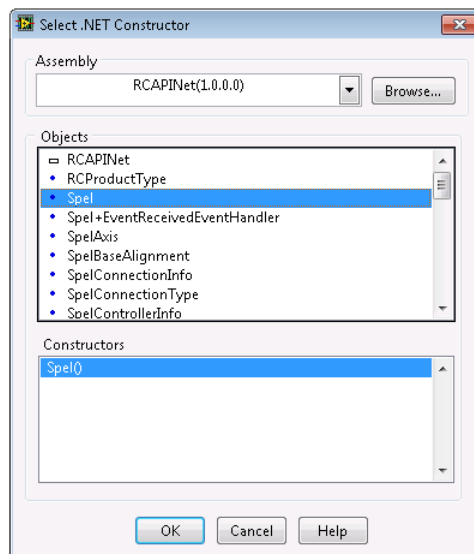 Select .NET Constructor
Assembly
RCAPINet(1.0.0.0)
Browse...
Objects
RCAPINet
RCProductType
Spel
Spel+EventReceivedEventHandler
SpelAxis
SpelBaseAlignment
SpelConnectionInfo
SpelConnectionType
SpelControllerInfo
Constructors
Spel()
OK Cancel Help